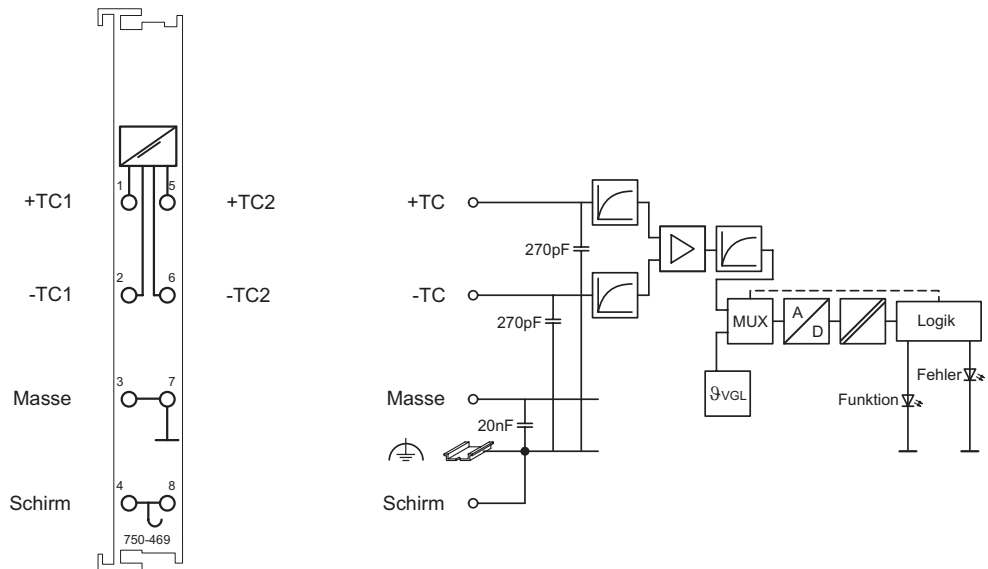 1 5
+TC1 +TC2
2 6
-TC1 -TC2
3 7
Masse
4 8
Schirm
750-469
+TC
270pF
-TC
270pF
Masse
20nF
Schirm
MUX
A
D
Logik
ϑVGL
Fehler
Funktion